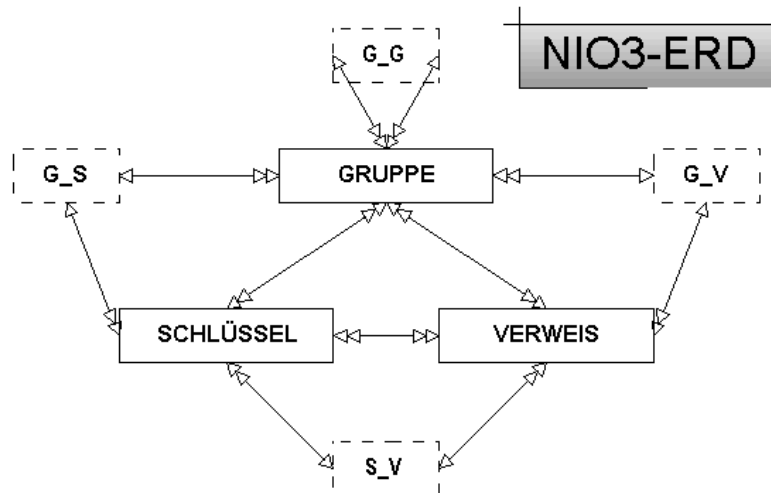 NIO3-ERD
G_G
G_S
GRUPPE
G_V
SCHLÜSSEL
VERWEIS
S_V